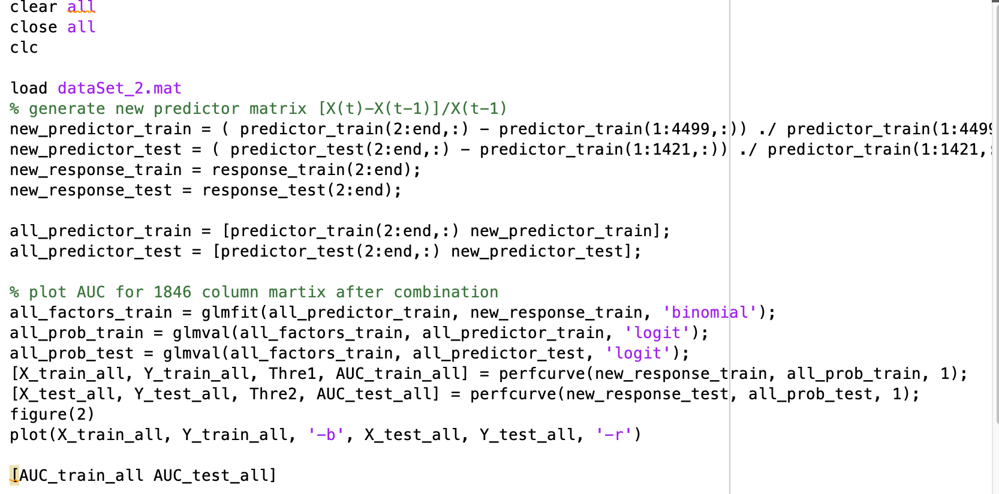 clear all
close all
clc
load dataSet_2.mat
% generate new predictor matrix [X(t)-X(t-1)]/X(t-1)
new_predictor_train = ( predictor_train(2:end,:) - predictor_train(1:4499,:)) ./ predictor_train(1:4499
new_predictor_test = ( predictor_test(2:end,:) - predictor_train(1:1421,:)) ./ predictor_train(1:1421,:
new_response_train = response_train(2:end);
new_response_test = response_test(2:end);
all_predictor_train = [predictor_train(2:end,:) new_predictor_train];
all_predictor_test = [predictor_test(2:end,:) new_predictor_test];
% plot AUC for 1846 column martix after combination
all_factors_train = glmfit(all_predictor_train, new_response_train, 'binomial');
all_prob_train = glmval(all_factors_train, all_predictor_train, 'logit');
all_prob_test = glmval(all_factors_train, all_predictor_test, 'logit');
[X_train_all, Y_train_all, Thre1, AUC_train_all] = perfcurve(new_response_train, all_prob_train, 1);
[X_test_all, Y_test_all, Thre2, AUC_test_all] = perfcurve(new_response_test, all_prob_test, 1);
figure(2)
plot(X_train_all, Y_train_all, '-b', X_test_all, Y_test_all, '-r')
[AUC_train_all AUC_test_all]